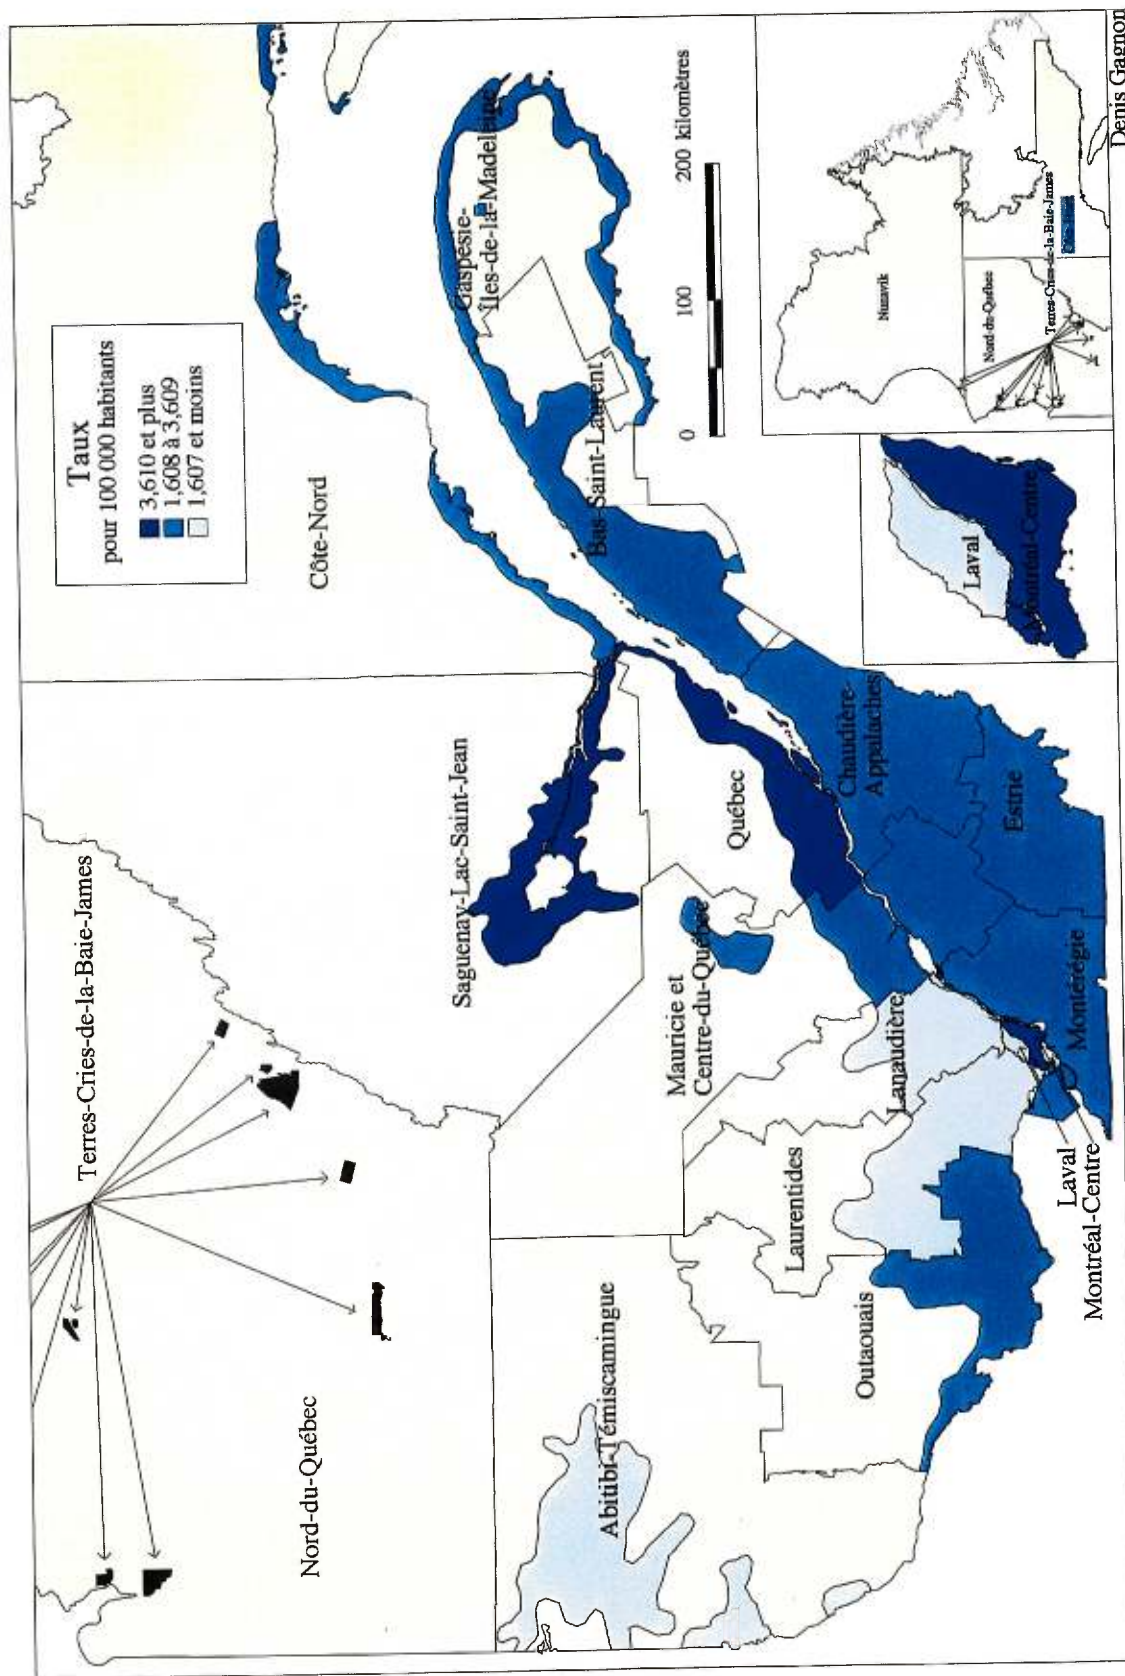 Taux
pour 100 000 habitants
3,610 et plus
1,608 à 3,609
1,607 et moins
Terres-Cries-de-la-Baie-James
Nord-du-Québec
Côte-Nord
Saguenay-Lac-Saint-Jean
Gaspésie-
Îles-de-la-Madeleine
Bas-Saint-Laurent
Abitibi-Témiscamingue
Mauricie et
Centre-du-Québec
Québec
Chaudière-
Appalaches
Estrie
Outaouais
Laurentides
Lanaudière
Montérégie
Laval
Montréal-Centre
0
100
200 kilomètres
Laval
Montréal-Centre
Nunavik
Nord-du-Québec
Terres-Cries-de-la-Baie-James
Côte-Nord
Denis Gagnon